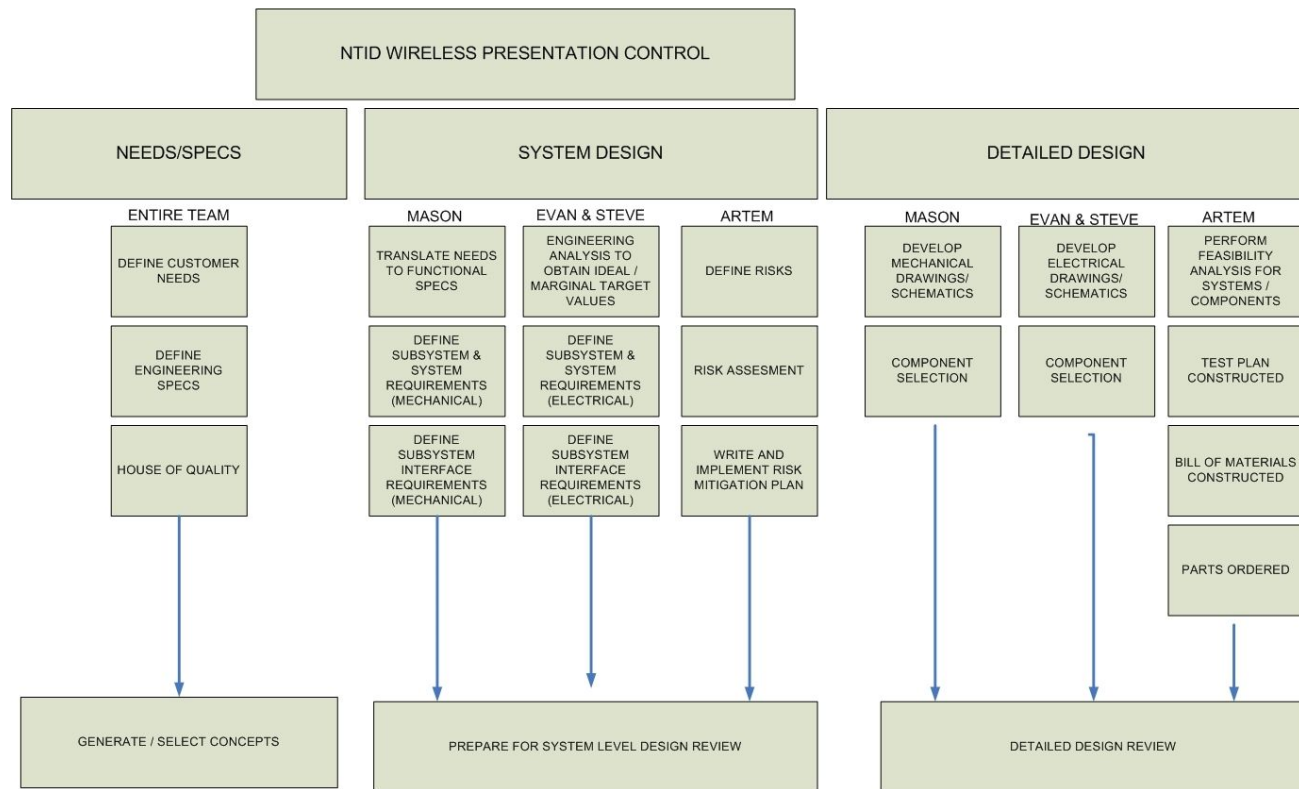 NTID WIRELESS PRESENTATION CONTROL
NEEDS/SPECS
SYSTEM DESIGN
DETAILED DESIGN
ENTIRE TEAM
DEFINE CUSTOMER
NEEDS
DEFINE
ENGINEERING
SPECS
HOUSE OF QUALITY
GENERATE / SELECT CONCEPTS
MASON
TRANSLATE NEEDS
TO FUNCTIONAL
SPECS
DEFINE
SUBSYSTEM &
SYSTEM
REQUIREMENTS
(MECHANICAL)
DEFINE
SUBSYSTEM
INTERFACE
REQUIREMENTS
(MECHANICAL)
EVAN & STEVE
ENGINEERING
ANALYSIS TO
OBTAIN IDEAL /
MARGINAL TARGET
VALUES
DEFINE
SUBSYSTEM &
SYSTEM
REQUIREMENTS
(ELECTRICAL)
DEFINE
SUBSYSTEM
INTERFACE
REQUIREMENTS
(ELECTRICAL)
ARTEM
DEFINE RISKS
RISK ASSESMENT
WRITE AND
IMPLEMENT RISK
MITIGATION PLAN
PREPARE FOR SYSTEM LEVEL DESIGN REVIEW
MASON
DEVELOP
MECHANICAL
DRAWINGS/
SCHEMATICS
COMPONENT
SELECTION
EVAN & STEVE
DEVELOP
ELECTRICAL
DRAWINGS/
SCHEMATICS
COMPONENT
SELECTION
ARTEM
PERFORM
FEASIBILITY
ANALYSIS FOR
SYSTEMS /
COMPONENTS
TEST PLAN
CONSTRUCTED
BILL OF MATERIALS
CONSTRUCTED
PARTS ORDERED
DETAILED DESIGN REVIEW